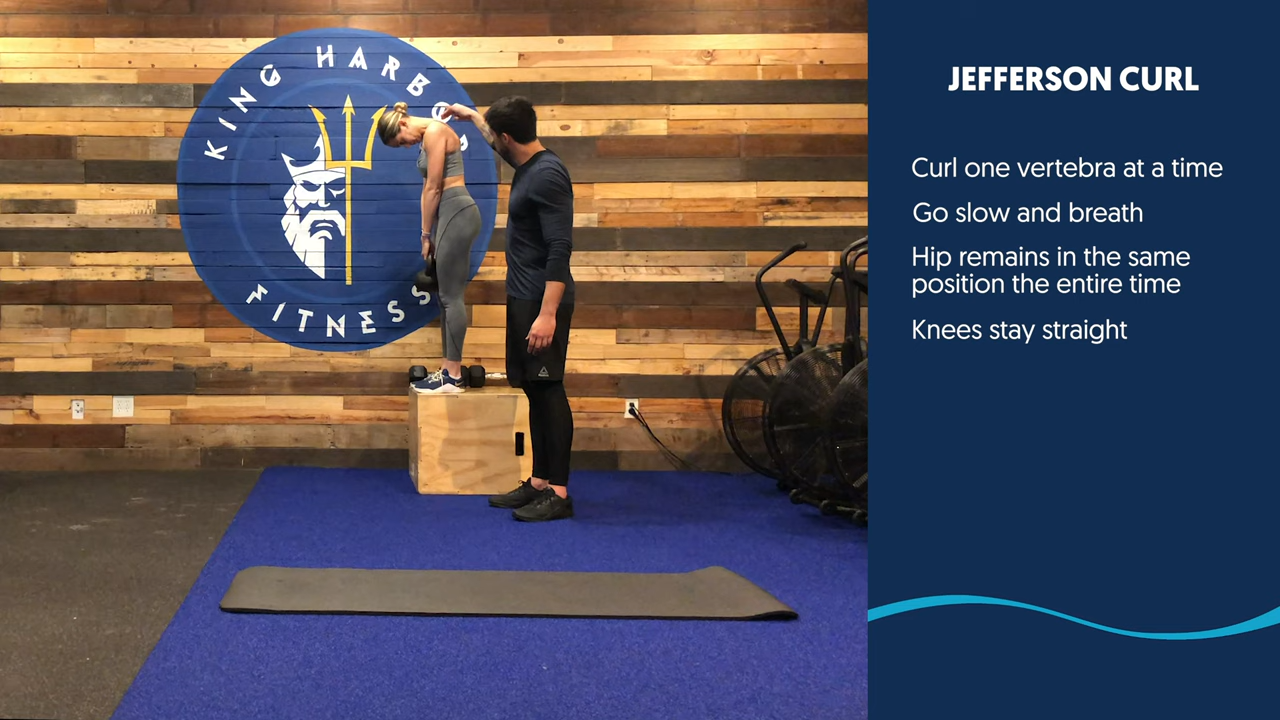 KING HARBOR
FITNESS
JEFFERSON CURL
Curl one vertebra at a time
Go slow and breath
Hip remains in the same
position the entire time
Knees stay straight